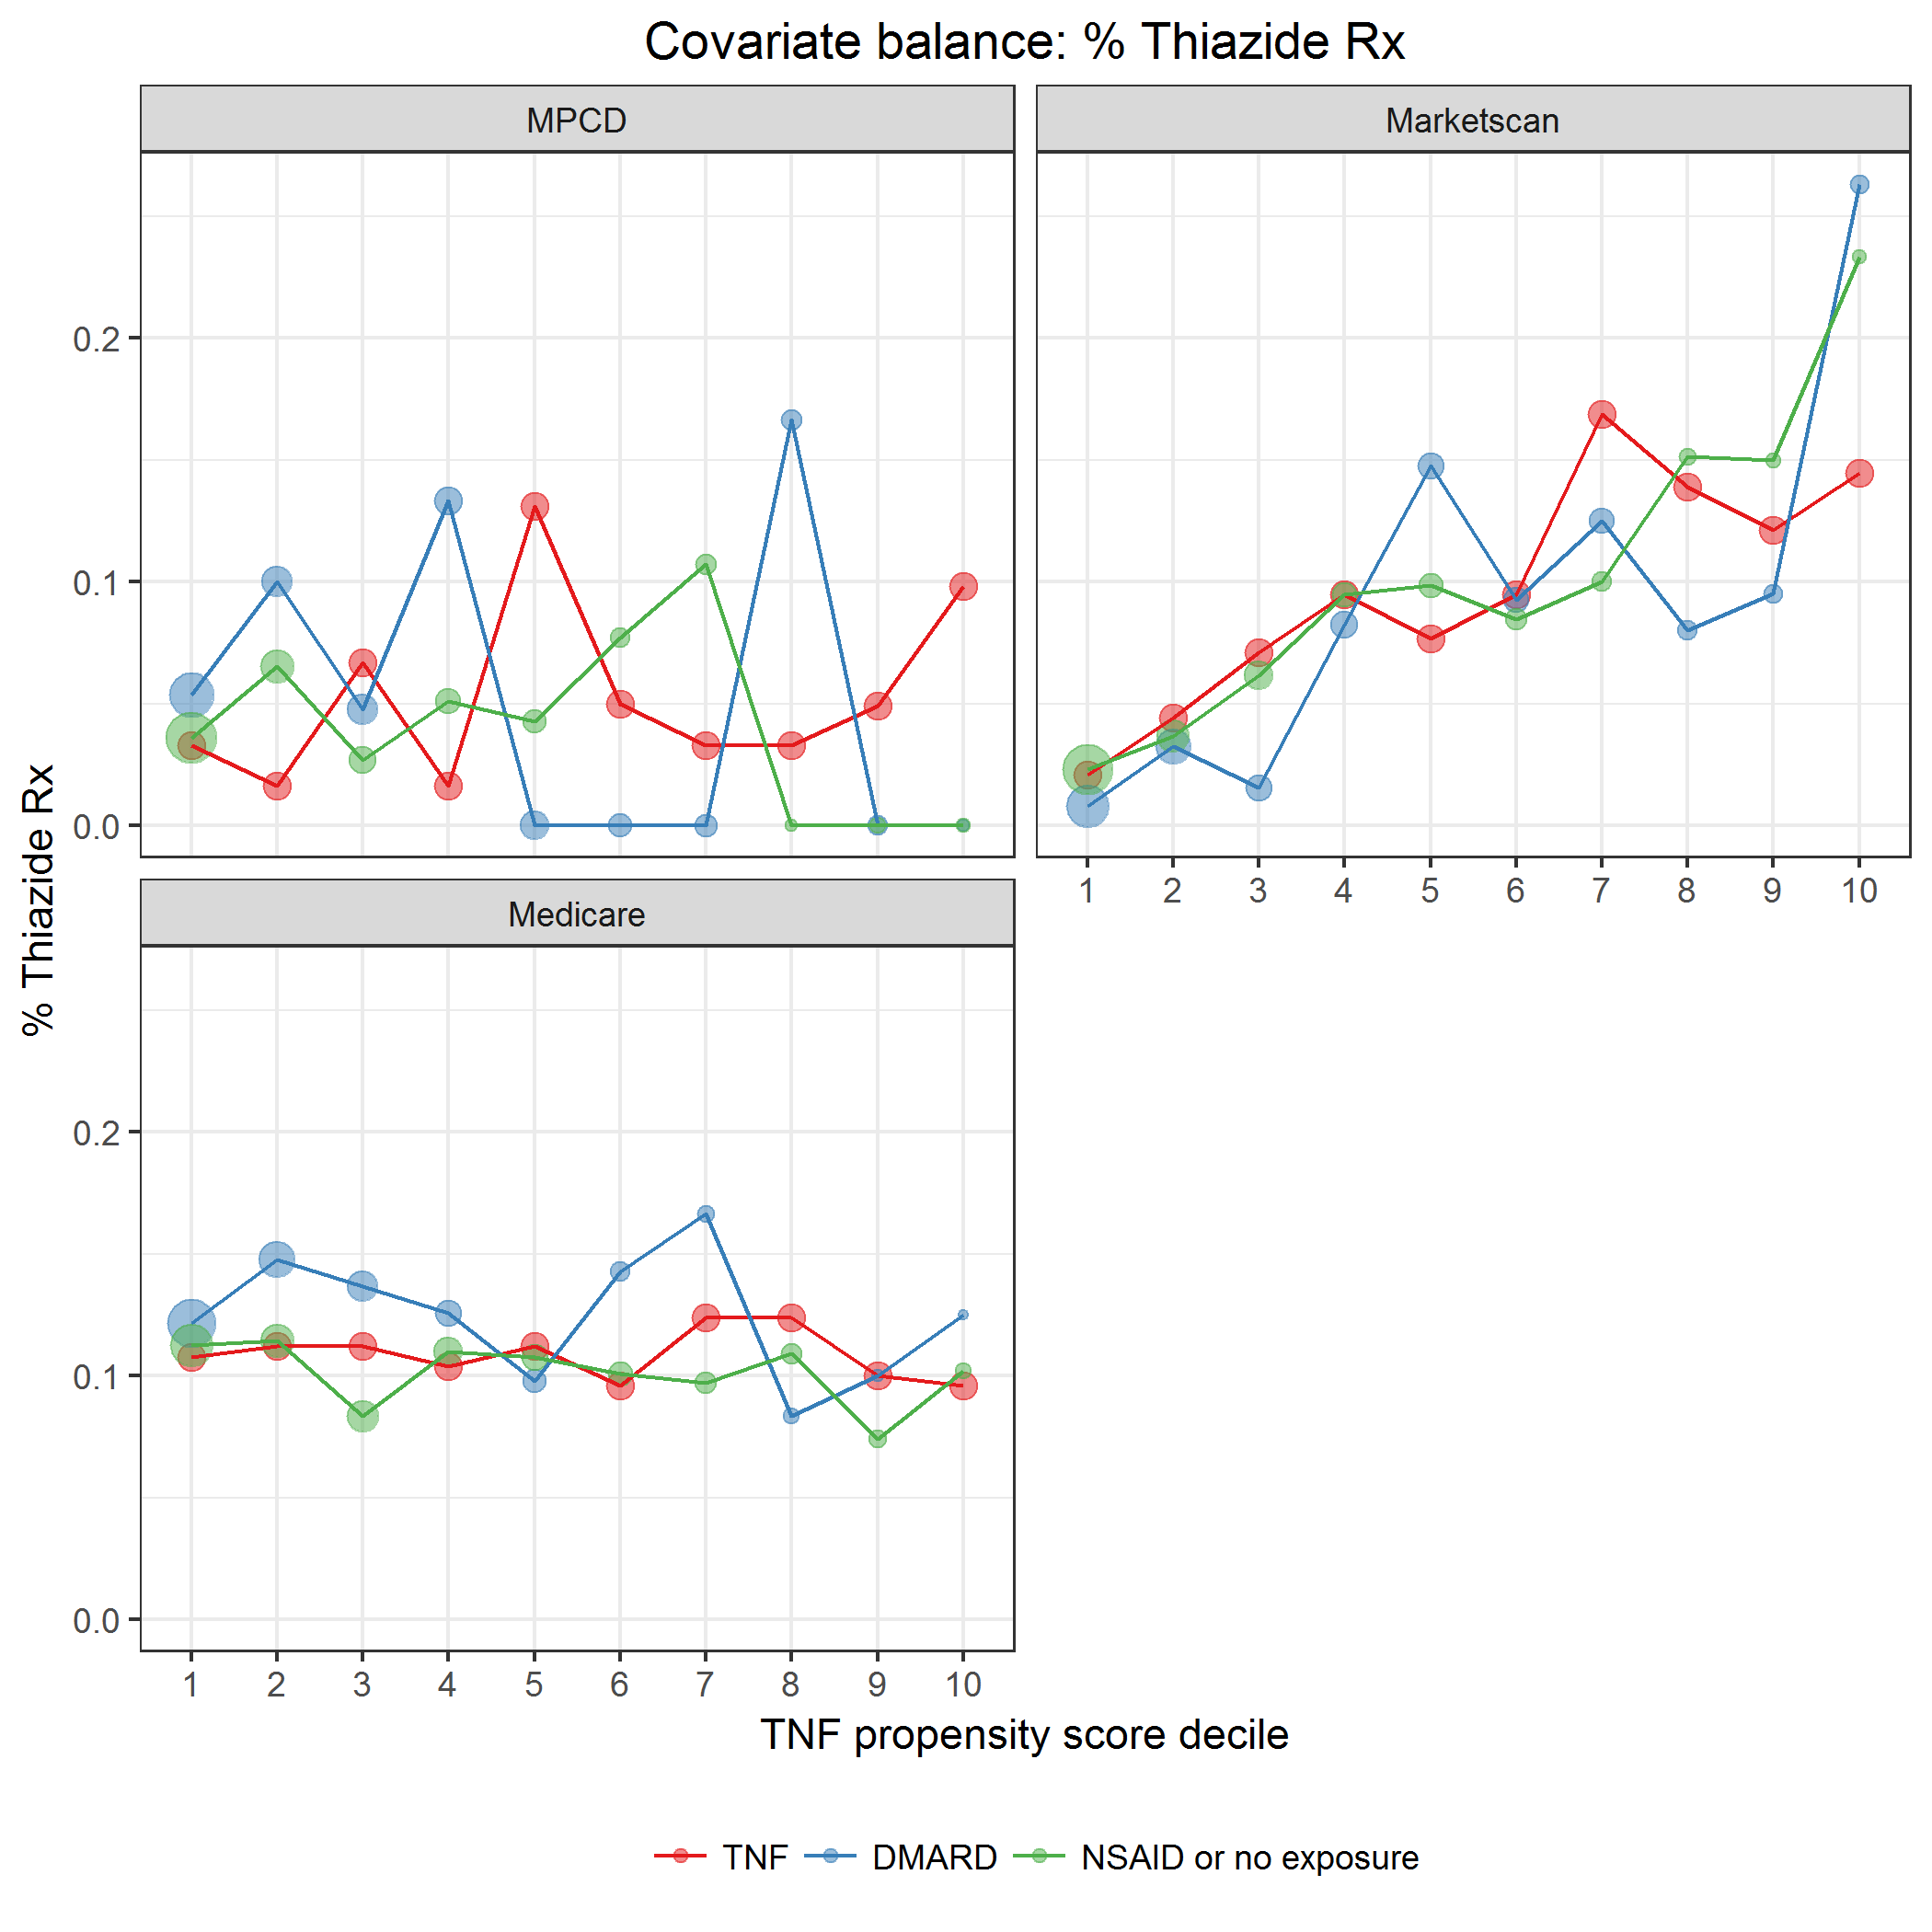 Covariate balance: % Thiazide Rx
MPCD
Marketscan
0.2
0.1
0.0
1 2 3 4 5 6 7 8 9 10
% Thiazide Rx
Medicare
0.2
0.1
0.0
1 2 3 4 5 6 7 8 9 10
TNF propensity score decile
TNF DMARD NSAID or no exposure